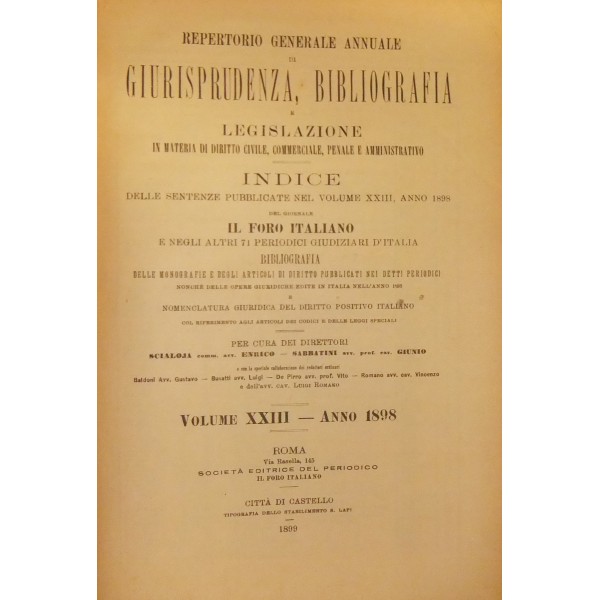 REPERTORIO GENERALE ANNUALE
DI
GIURISPRUDENZA, BIBLIOGRAFIA
E
LEGISLAZIONE
IN MATERIA DI DIRITTO CIVILE, COMMERCIALE, PENALE E AMMINISTRATIVO
INDICE
DELLE SENTENZE PUBBLICATE NEL VOLUME XXIII, ANNO 1898
DEL GIORNALE
IL FORO ITALIANO
E NEGLI ALTRI 71 PERIODICI GIUDIZIARI D'ITALIA
BIBLIOGRAFIA
DELLE MONOGRAFIE E DEGLI ARTICOLI DI DIRITTO PUBBLICATI NEI DETTI PERIODICI
NONCHÈ DELLE OPERE GIURIDICHE EDITE IN ITALIA NELL'ANNO 1898
E
NOMENCLATURA GIURIDICA DEL DIRITTO POSITIVO ITALIANO
COL RIFERIMENTO AGLI ARTICOLI DEI CODICI E DELLE LEGGI SPECIALI
PER CURA DEI DIRETTORI
SCIALOJA comm. avv. ENRICO — SABBATINI avv. prof. cav. GIUNIO
e con la speciale collaborazione dei redattori ordinari
Baldoni Avv. Gustavo — Busatti avv. Luigi — De Pirro avv. prof. Vito — Romano avv. cav. Vincenzo
e dell'avv. cav. Luigi Romano
VOLUME XXIII — ANNO 1898
ROMA
Via Rasella, 145
SOCIETÀ EDITRICE DEL PERIODICO
IL FORO ITALIANO
CITTÀ DI CASTELLO
TIPOGRAFIA DELLO STABILIMENTO S. LAPI
1899